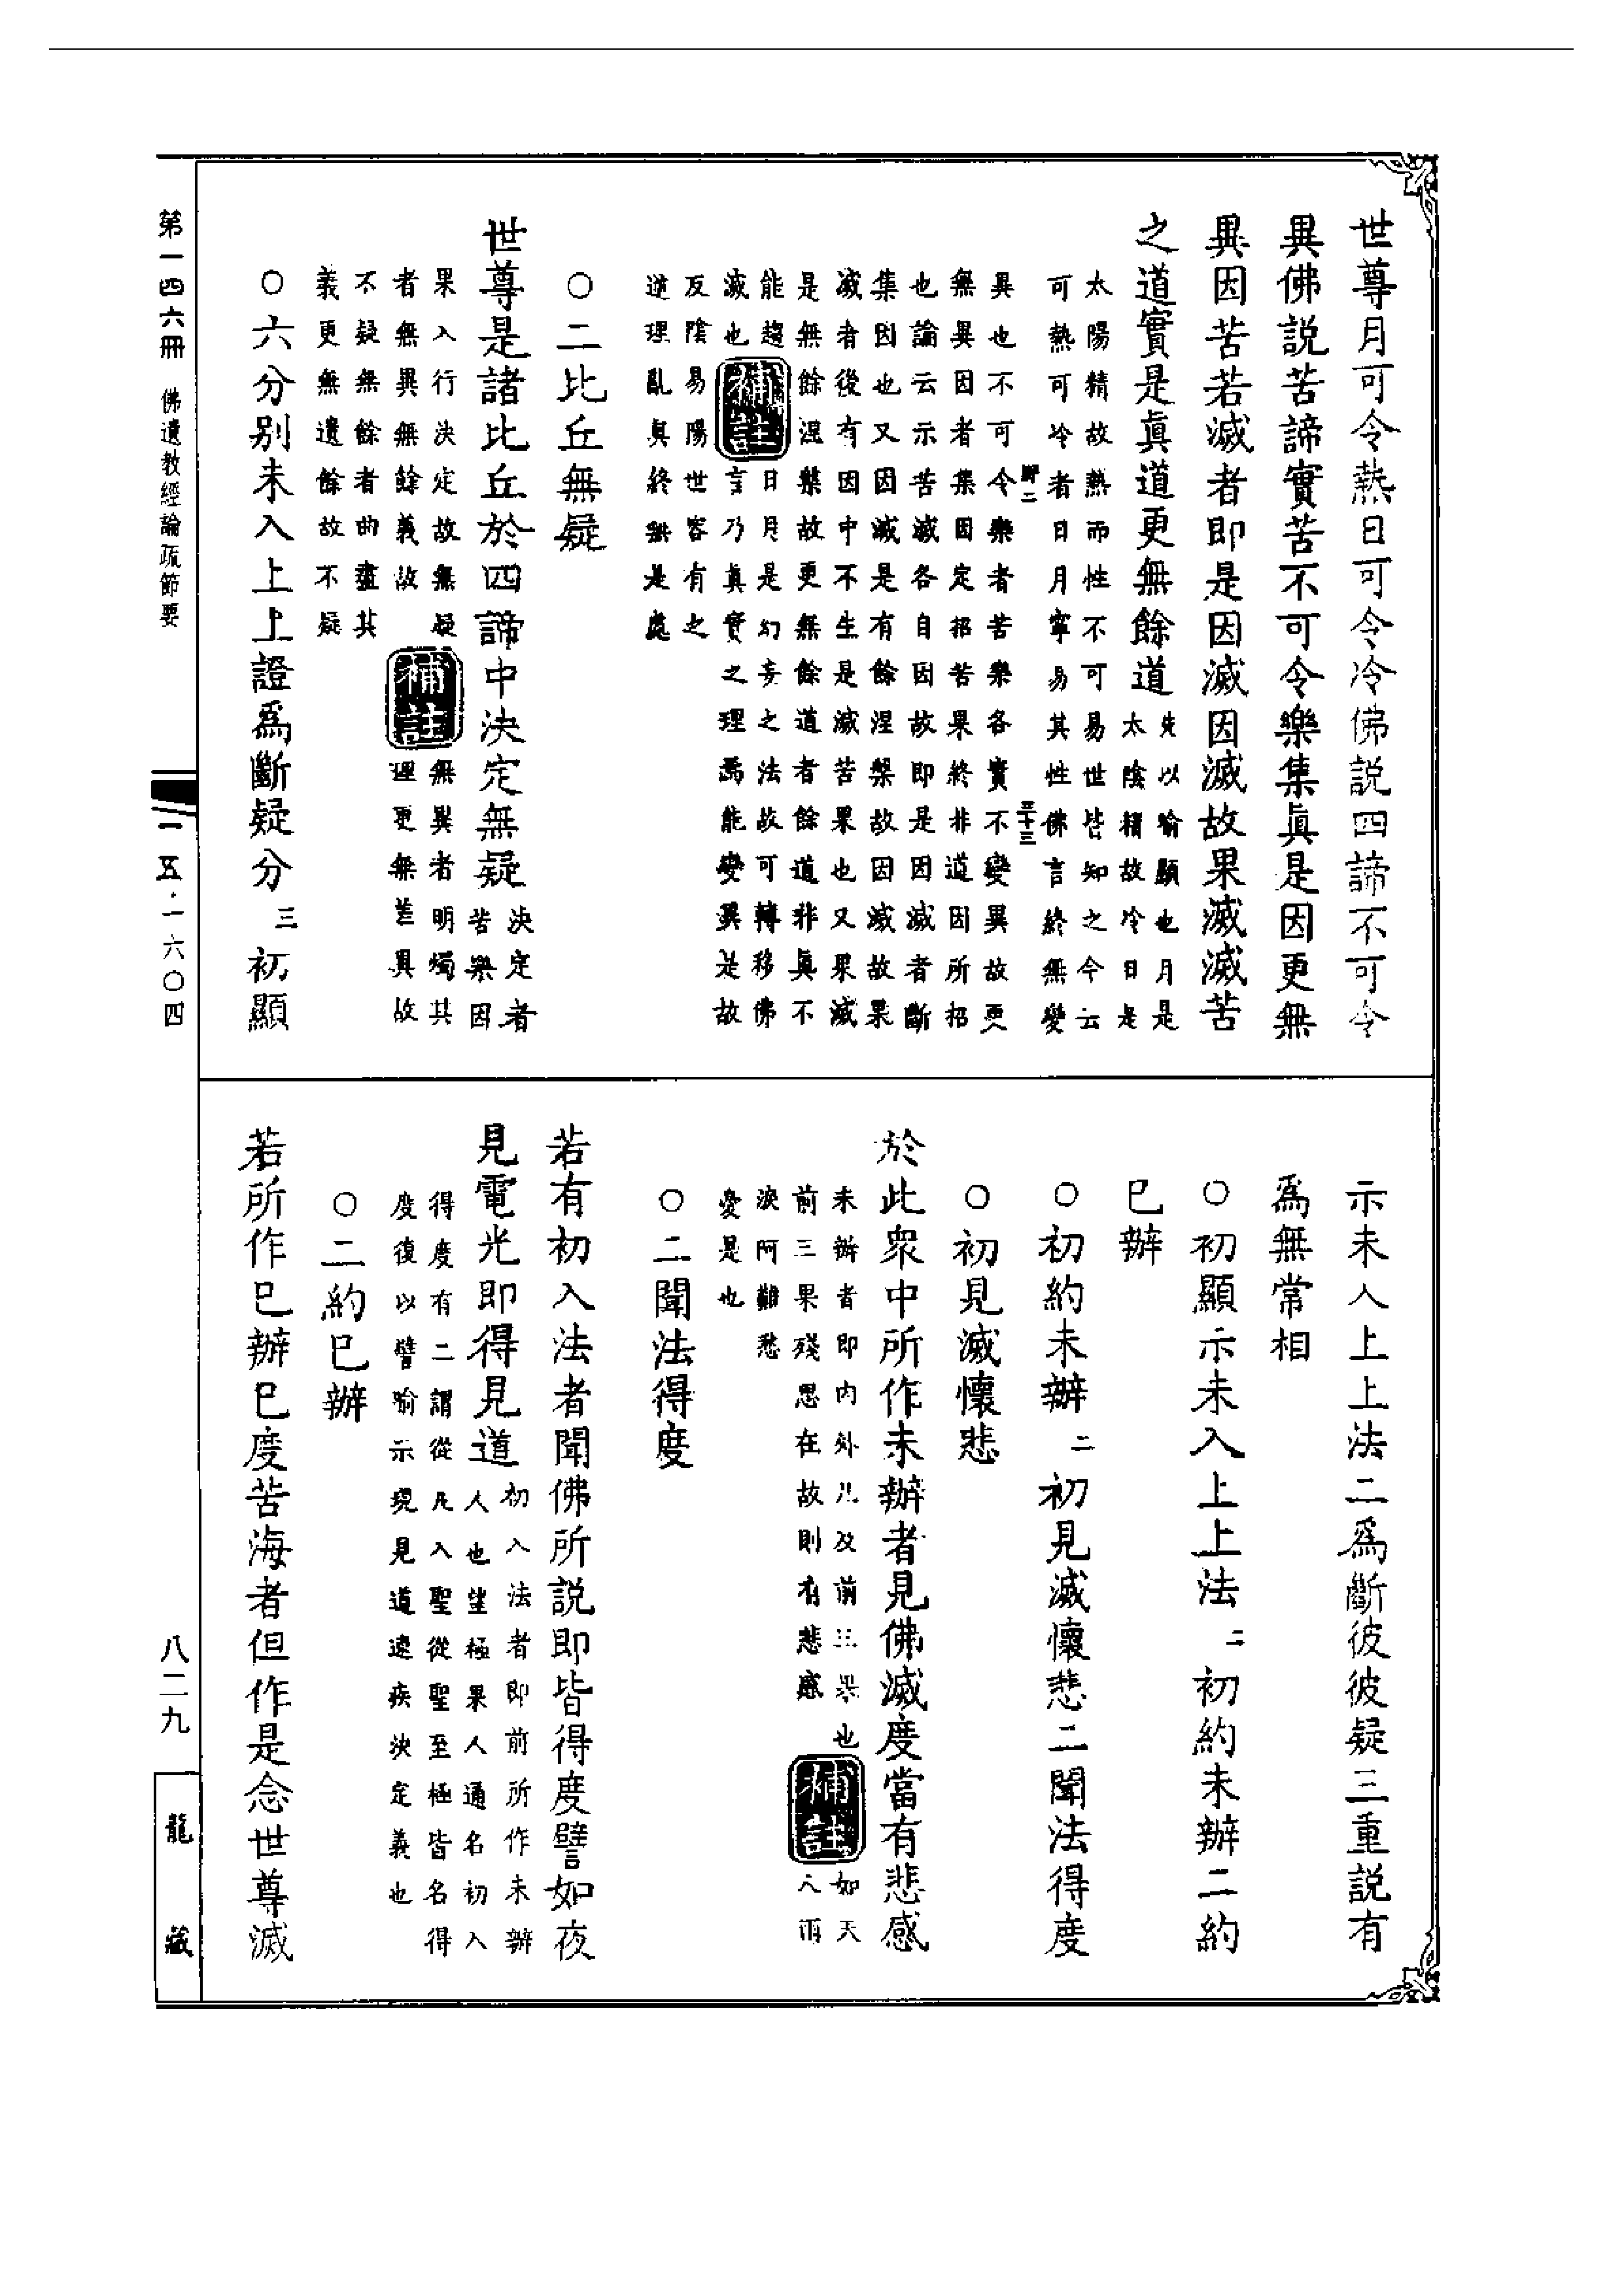 世尊月可令熱日可令冷佛説四諦不可令
異佛説苦諦實苦不可令樂集眞是因更無
異因苦若滅者即是因滅因滅故果滅滅苦
之道實是眞道更無餘道先以喻顯也月是
太陰精故冷日是
太陽精故熱而性不可易世皆知之今云
可熱可冷者日月寧易其性佛言終無變
異也不可令樂者苦樂各實不變異故更
無異因者集因定招苦果終非道因所招
也論云示苦滅各自因故即是因滅者斷
集因也又因滅是有餘涅槃故因滅故果
滅者後有因中不生是滅苦果也又果滅
是無餘涅槃故更無餘道者餘道非眞不
能趨
滅也
補註
日月是幻妄之法故可轉移佛
言乃眞實之理焉能變異是故
反陰易陽世容有之
逆理亂眞終無是處
野二
三十三
○二比丘無疑
世尊是諸比丘於四諦中決定無疑決定者
苦樂因
果入行決定故無疑
者無異無餘義故
補註
無異者明燭其
理更無差異故
不疑無餘者曲盡其
義更無遺餘故不疑
○六分別未入上上證爲斷疑分三初顯
示未入上上法二爲斷彼彼疑三重説有
爲無常相
○初顯示未入上上法二初約未辦二約
已辦
○初約未辦二初見滅懷悲二聞法得度
○初見滅懷悲
於此衆中所作未辦者見佛滅度當有悲感
未辦者即内外凡及前三果也
前三果殘思在故則有悲感
補註
如天
人雨
淚阿難愁
憂是也
○二聞法得度
若有初入法者聞佛所説即皆得度譬如夜
見電光即得見道初入法者即前所作未辦
人也望極果人通名初入
得度有二謂從凡入聖從聖至極皆名得
度復以譬喻示現見道速疾決定義也
○二約已辦
若所作已辦已度苦海者但作是念世尊滅
第一四六冊 佛遺教經論疏節要
一一五·一六〇四
八二九
龍藏